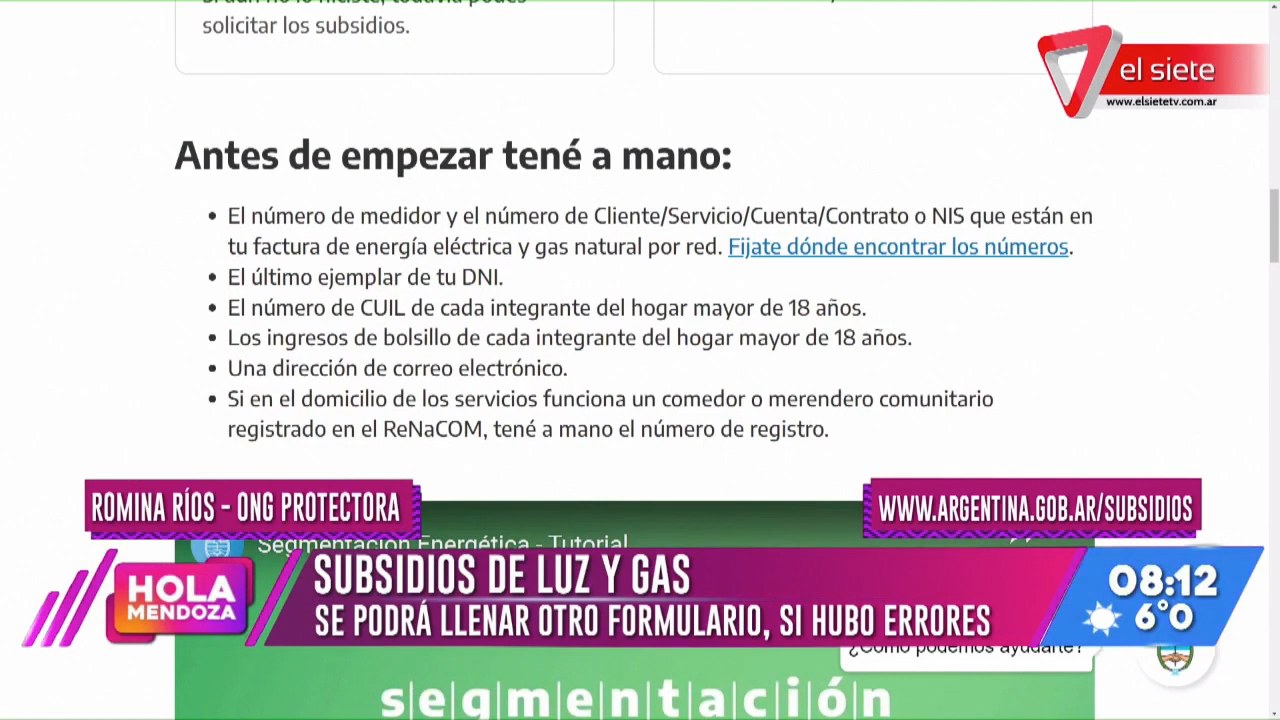 solicitar los subsidios.
el siete
www.elsietetv.com.ar
Antes de empezar tené a mano:
• El número de medidor y el número de Cliente/Servicio/Cuenta/Contrato o NIS que están en
tu factura de energía eléctrica y gas natural por red. Fijate dónde encontrar los números.
• El último ejemplar de tu DNI.
• El número de CUIL de cada integrante del hogar mayor de 18 años.
• Los ingresos de bolsillo de cada integrante del hogar mayor de 18 años.
• Una dirección de correo electrónico.
• Si en el domicilio de los servicios funciona un comedor o merendero comunitario
registrado en el ReNaCOM, tené a mano el número de registro.
ROMINA RÍOS - ONG PROTECTORA
WWW.ARGENTINA.GOB.AR/SUBSIDIOS
Segmentación Energética - Tutorial
HOLA
MENDOZA
SUBSIDIOS DE LUZ Y GAS
SE PODRÁ LLENAR OTRO FORMULARIO, SI HUBO ERRORES
08:12
6°0
¿Cómo podemos ayudarte?
s|e|g|m|e|n|t|a|c|i|ó|n